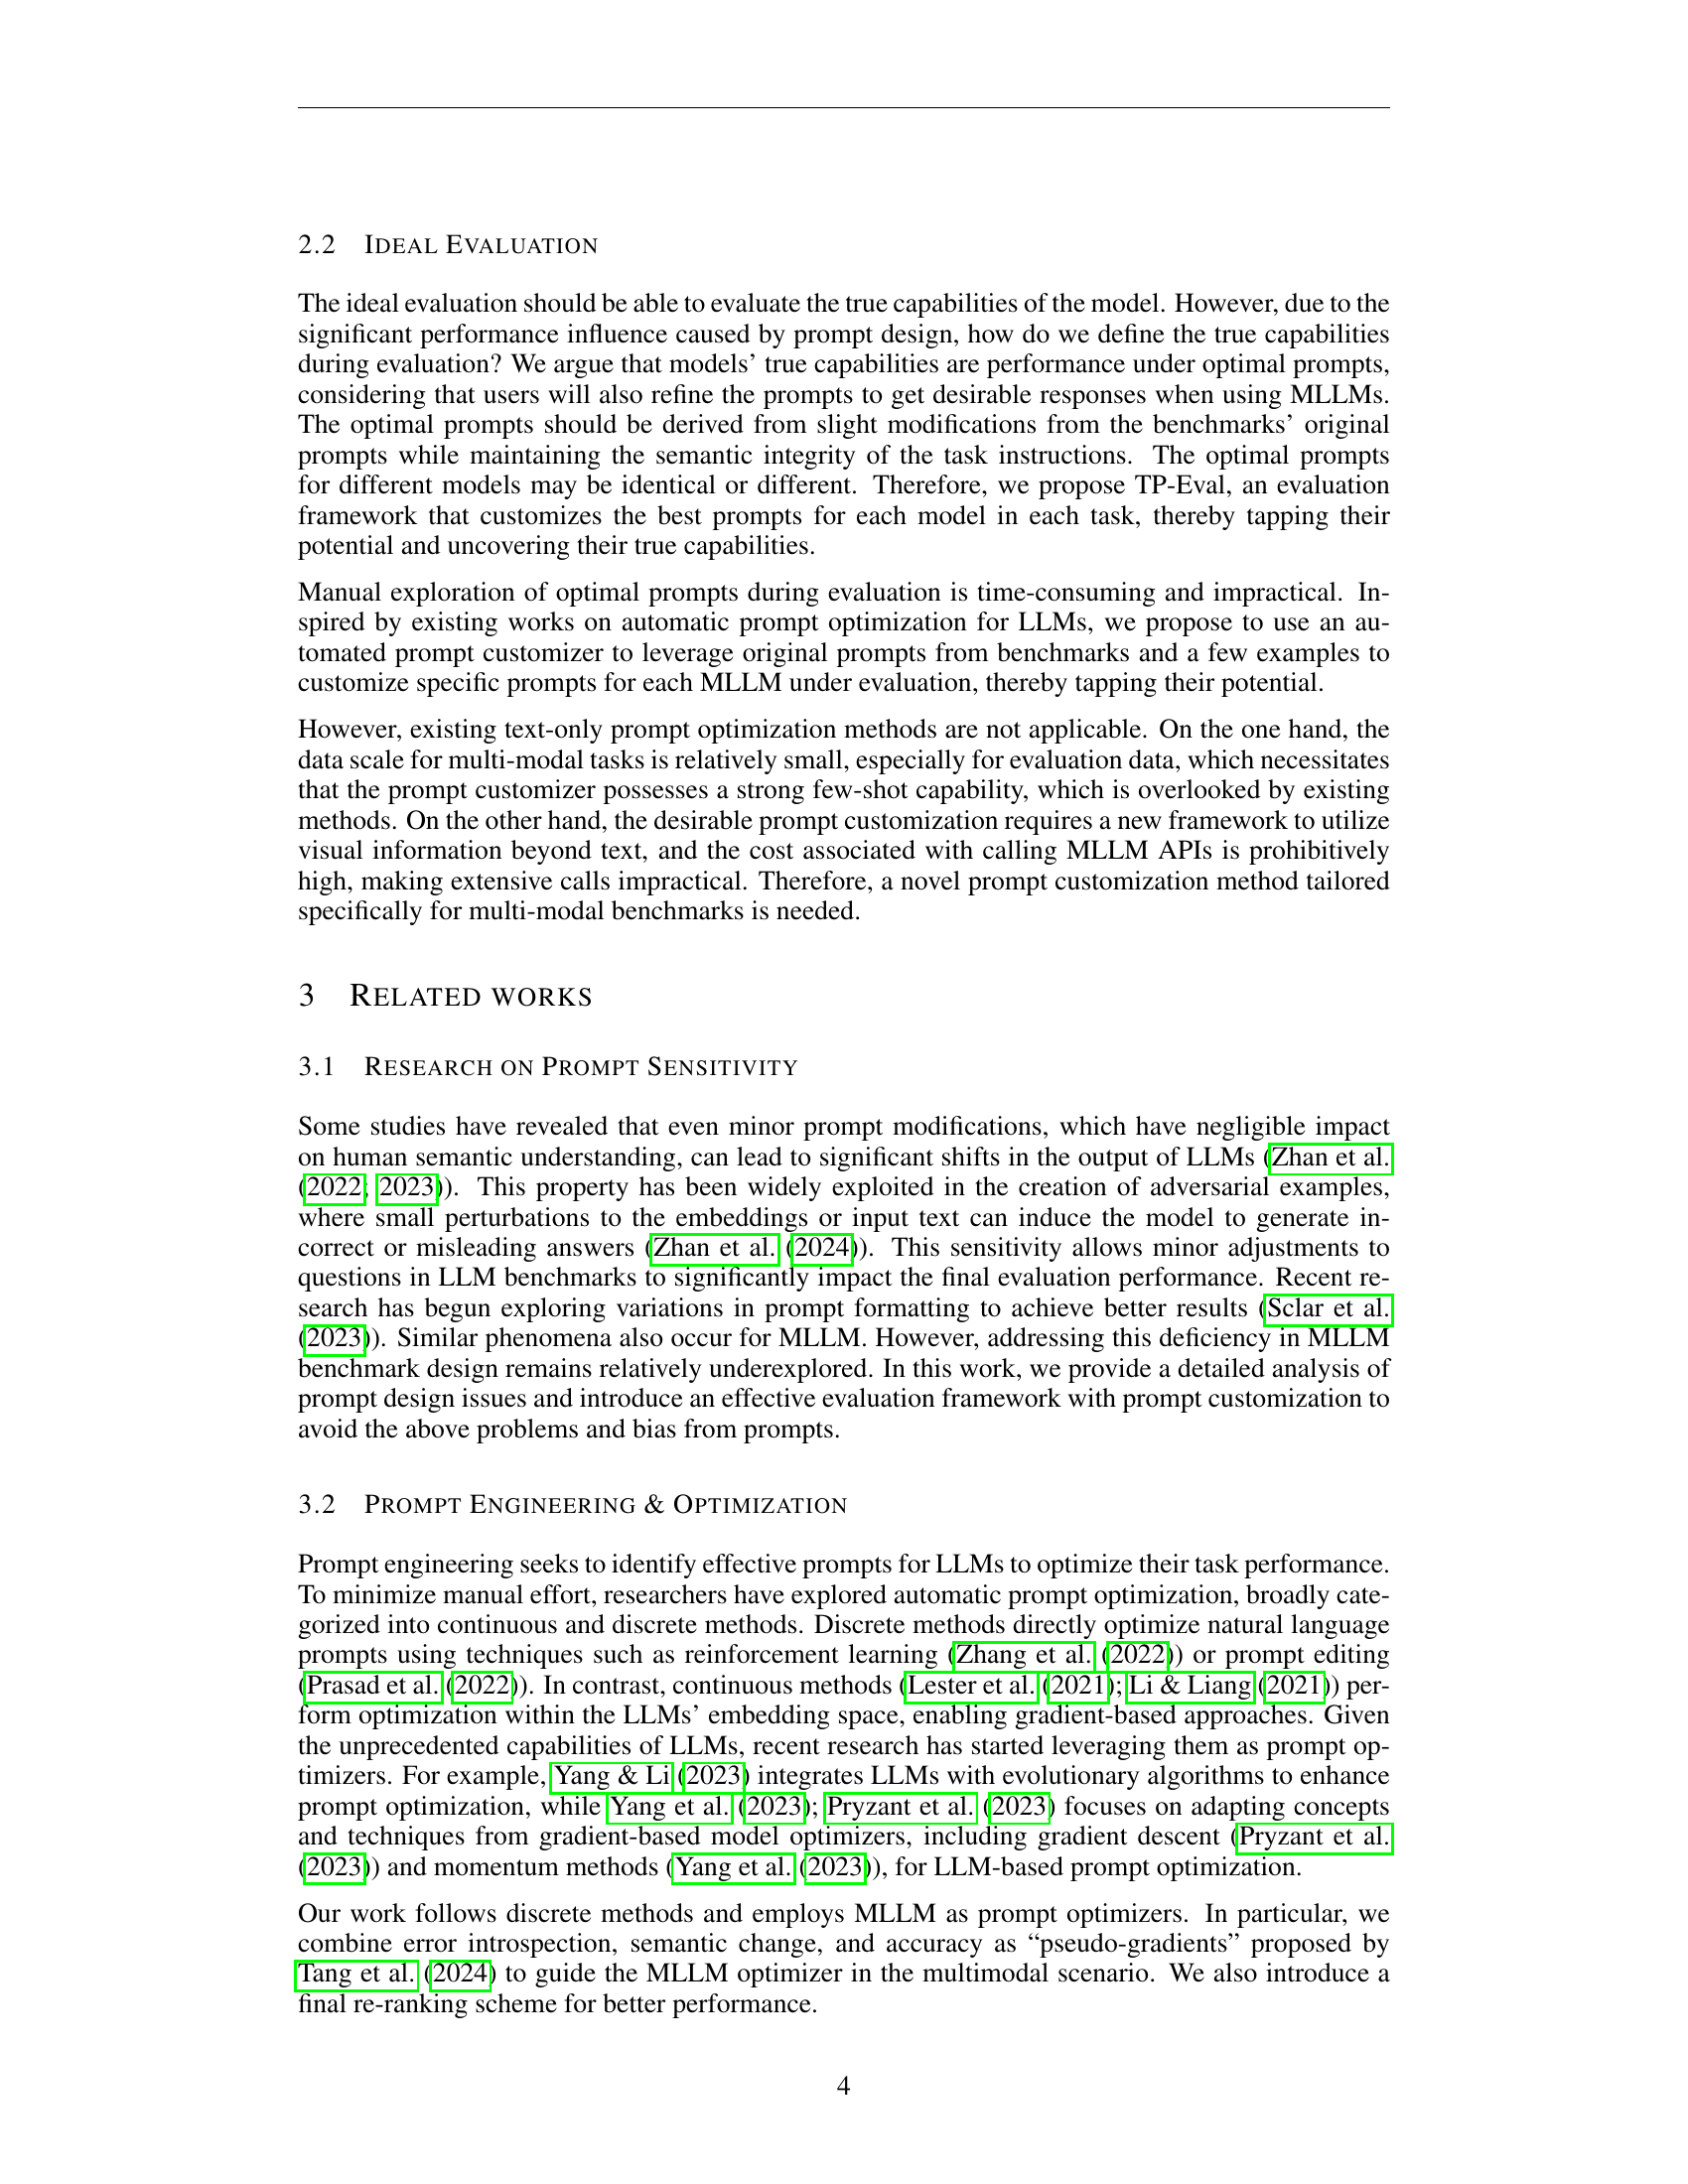 2.2 IDEAL EVALUATION
The ideal evaluation should be able to evaluate the true capabilities of the model. However, due to the
significant performance influence caused by prompt design, how do we define the true capabilities
during evaluation? We argue that models’ true capabilities are performance under optimal prompts,
considering that users will also refine the prompts to get desirable responses when using MLLMs.
The optimal prompts should be derived from slight modifications from the benchmarks’ original
prompts while maintaining the semantic integrity of the task instructions. The optimal prompts
for different models may be identical or different. Therefore, we propose TP-Eval, an evaluation
framework that customizes the best prompts for each model in each task, thereby tapping their
potential and uncovering their true capabilities.
Manual exploration of optimal prompts during evaluation is time-consuming and impractical. In-
spired by existing works on automatic prompt optimization for LLMs, we propose to use an au-
tomated prompt customizer to leverage original prompts from benchmarks and a few examples to
customize specific prompts for each MLLM under evaluation, thereby tapping their potential.
However, existing text-only prompt optimization methods are not applicable. On the one hand, the
data scale for multi-modal tasks is relatively small, especially for evaluation data, which necessitates
that the prompt customizer possesses a strong few-shot capability, which is overlooked by existing
methods. On the other hand, the desirable prompt customization requires a new framework to utilize
visual information beyond text, and the cost associated with calling MLLM APIs is prohibitively
high, making extensive calls impractical. Therefore, a novel prompt customization method tailored
specifically for multi-modal benchmarks is needed.
3 RELATED WORKS
3.1 RESEARCH ON PROMPT SENSITIVITY
Some studies have revealed that even minor prompt modifications, which have negligible impact
on human semantic understanding, can lead to significant shifts in the output of LLMs (Zhan et al.
(2022; 2023)). This property has been widely exploited in the creation of adversarial examples,
where small perturbations to the embeddings or input text can induce the model to generate in-
correct or misleading answers (Zhan et al. (2024)). This sensitivity allows minor adjustments to
questions in LLM benchmarks to significantly impact the final evaluation performance. Recent re-
search has begun exploring variations in prompt formatting to achieve better results (Sclar et al.
(2023)). Similar phenomena also occur for MLLM. However, addressing this deficiency in MLLM
benchmark design remains relatively underexplored. In this work, we provide a detailed analysis of
prompt design issues and introduce an effective evaluation framework with prompt customization to
avoid the above problems and bias from prompts.
3.2 PROMPT ENGINEERING & OPTIMIZATION
Prompt engineering seeks to identify effective prompts for LLMs to optimize their task performance.
To minimize manual effort, researchers have explored automatic prompt optimization, broadly cate-
gorized into continuous and discrete methods. Discrete methods directly optimize natural language
prompts using techniques such as reinforcement learning (Zhang et al. (2022)) or prompt editing
(Prasad et al. (2022)). In contrast, continuous methods (Lester et al. (2021); Li & Liang (2021)) per-
form optimization within the LLMs’ embedding space, enabling gradient-based approaches. Given
the unprecedented capabilities of LLMs, recent research has started leveraging them as prompt op-
timizers. For example, Yang & Li (2023) integrates LLMs with evolutionary algorithms to enhance
prompt optimization, while Yang et al. (2023); Pryzant et al. (2023) focuses on adapting concepts
and techniques from gradient-based model optimizers, including gradient descent (Pryzant et al.
(2023)) and momentum methods (Yang et al. (2023)), for LLM-based prompt optimization.
Our work follows discrete methods and employs MLLM as prompt optimizers. In particular, we
combine error introspection, semantic change, and accuracy as “pseudo-gradients” proposed by
Tang et al. (2024) to guide the MLLM optimizer in the multimodal scenario. We also introduce a
final re-ranking scheme for better performance.
4